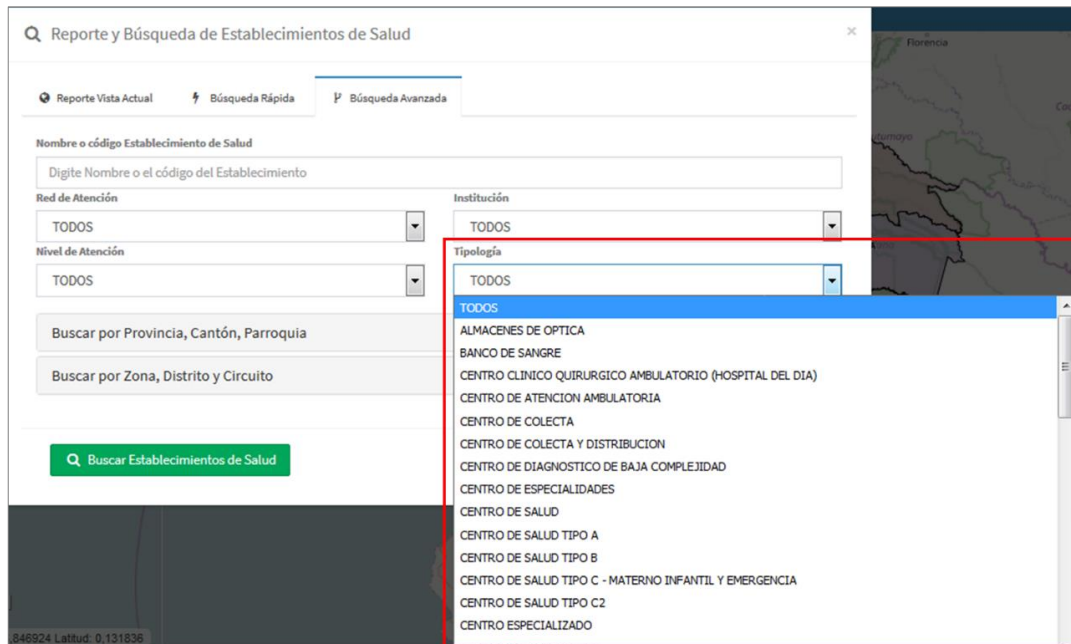 Reporte y Búsqueda de Establecimientos de Salud
×
Florencia
Reporte Vista Actual
Búsqueda Rápida
Búsqueda Avanzada
Nombre o código Establecimiento de Salud
Digite Nombre o el código del Establecimiento
Red de Atención
Institución
TODOS
TODOS
Nivel de Atención
Tipología
TODOS
TODOS
TODOS
Buscar por Provincia, Cantón, Parroquia
ALMACENES DE OPTICA
BANCO DE SANGRE
Buscar por Zona, Distrito y Circuito
CENTRO CLINICO QUIRURGICO AMBULATORIO (HOSPITAL DEL DIA)
CENTRO DE ATENCION AMBULATORIA
CENTRO DE COLECTA
CENTRO DE COLECTA Y DISTRIBUCION
Buscar Establecimientos de Salud
CENTRO DE DIAGNOSTICO DE BAJA COMPLEJIDAD
CENTRO DE ESPECIALIDADES
CENTRO DE SALUD
CENTRO DE SALUD TIPO A
CENTRO DE SALUD TIPO B
CENTRO DE SALUD TIPO C - MATERNO INFANTIL Y EMERGENCIA
CENTRO DE SALUD TIPO C2
CENTRO ESPECIALIZADO
,846924 Latitud: 0,131836